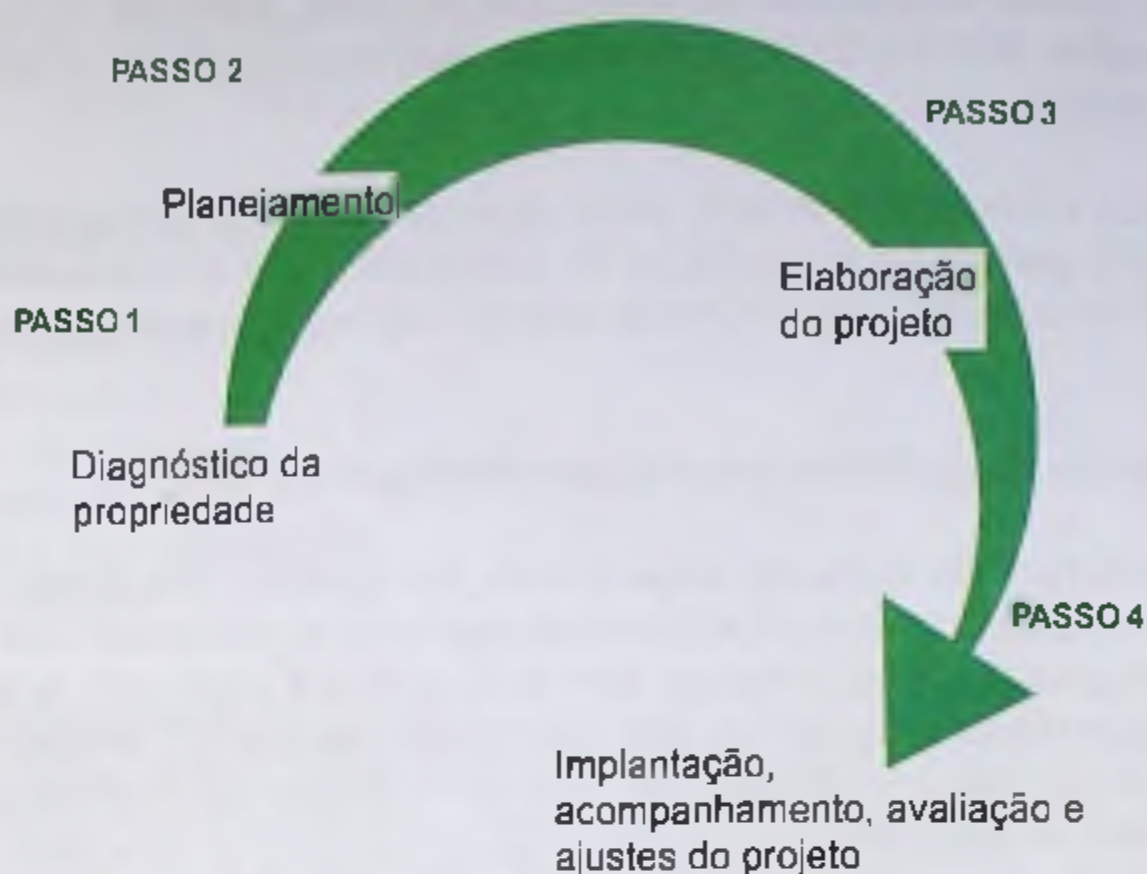 PASSO 1
Diagnóstico da
propriedade
PASSO 2
Planejamento
PASSO 3
Elaboração
do projeto
PASSO 4
Implantação,
acompanhamento, avaliação e
ajustes do projeto